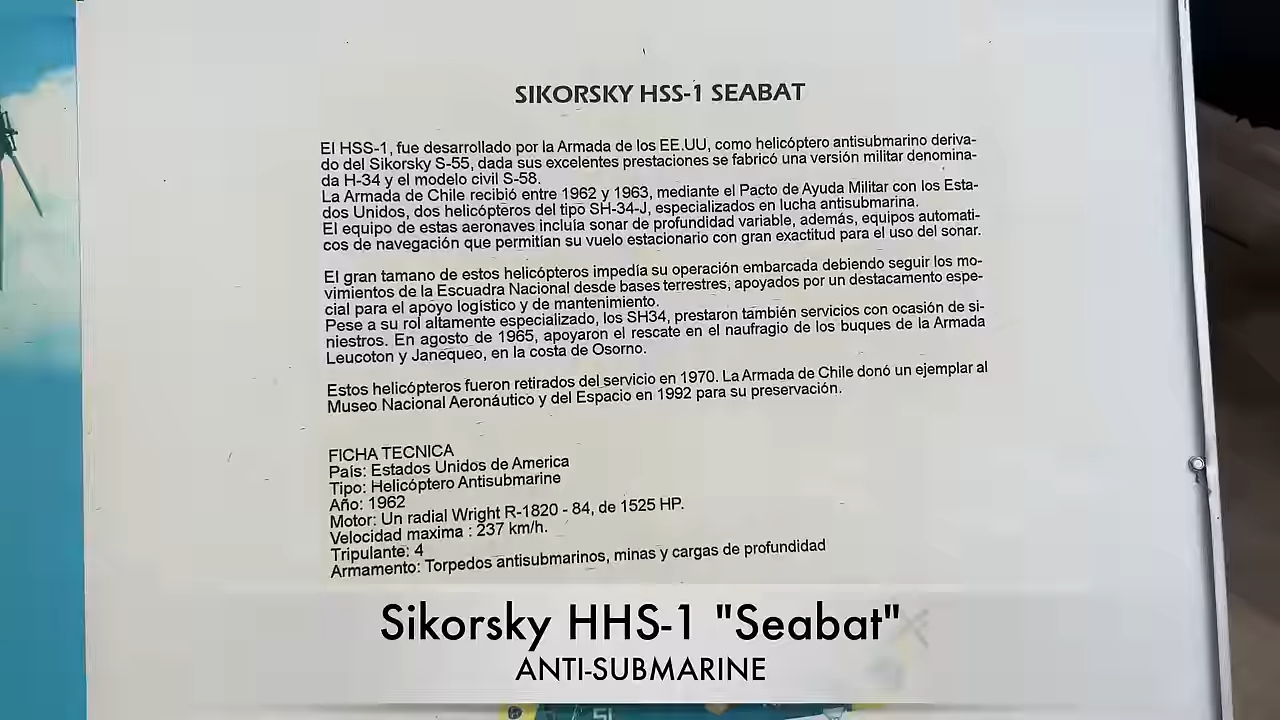 SIKORSKY HSS-1 SEABAT
El HSS-1, fue desarrollado por la Armada de los EE.UU, como helicóptero antisubmarino deriva-
do del Sikorsky S-55, dada sus excelentes prestaciones se fabricó una versión militar denomina-
da H-34 y el modelo civil S-58.
La Armada de Chile recibió entre 1962 y 1963, mediante el Pacto de Ayuda Militar con los Esta-
dos Unidos, dos helicópteros del tipo SH-34-J, especializados en lucha antisubmarina.
El equipo de estas aeronaves incluía sonar de profundidad variable, además, equipos automati-
cos de navegación que permitian su vuelo estacionario con gran exactitud para el uso del sonar.
El gran tamano de estos helicópteros impedía su operación embarcada debiendo seguir los mo-
vimientos de la Escuadra Nacional desde bases terrestres, apoyados por un destacamento espe-
cial para el apoyo logístico y de mantenimiento.
Pese a su rol altamente especializado, los SH34, prestaron también servicios con ocasión de si-
niestros. En agosto de 1965, apoyaron el rescate en el naufragio de los buques de la Armada
Leucoton y Janequeo, en la costa de Osorno.
Estos helicópteros fueron retirados del servicio en 1970. La Armada de Chile donó un ejemplar al
Museo Nacional Aeronáutico y del Espacio en 1992 para su preservación.
FICHA TECNICA
País: Estados Unidos de America
Tipo: Helicóptero Antisubmarine
Año: 1962
Motor: Un radial Wright R-1820 - 84, de 1525 HP.
Velocidad maxima : 237 km/h.
Tripulante: 4
Armamento: Torpedos antisubmarinos, minas y cargas de profundidad
Sikorsky HHS-1 "Seabat"
ANTI-SUBMARINE